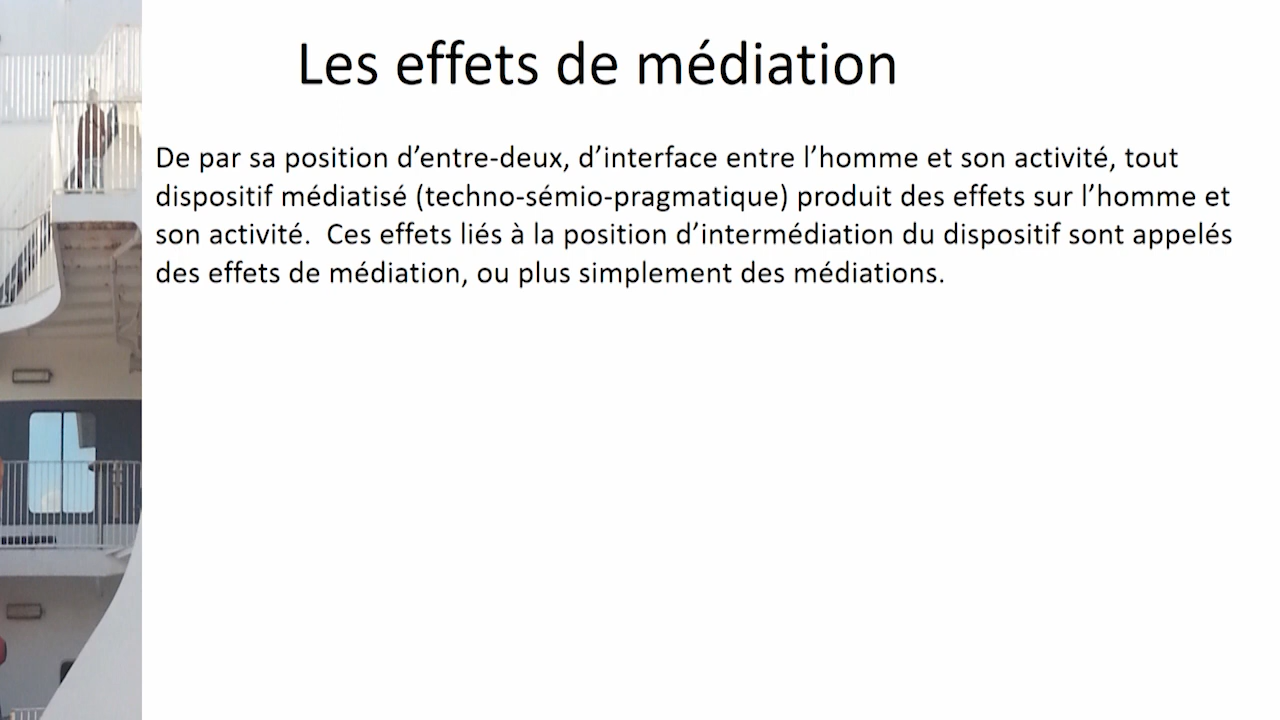 Les effets de médiation
De par sa position d’entre-deux, d’interface entre l’homme et son activité, tout
dispositif médiatisé (techno-sémio-pragmatique) produit des effets sur l’homme et
son activité.  Ces effets liés à la position d’intermédiation du dispositif sont appelés
des effets de médiation, ou plus simplement des médiations.